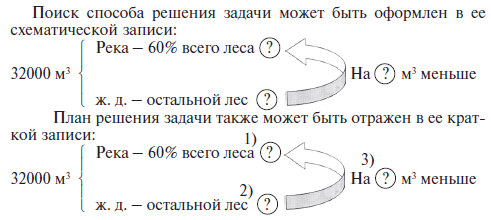 Поиск способа решения задачи может быть оформлен в ее
схематической записи:
Река – 60% всего леса ?
32000 м³ На ? м³ меньше
ж. д. – остальной лес ?
План решения задачи также может быть отражен в ее крат-
кой записи:
1)
Река – 60% всего леса ?
3)
32000 м³ На ? м³ меньше
2)
ж. д. – остальной лес ?